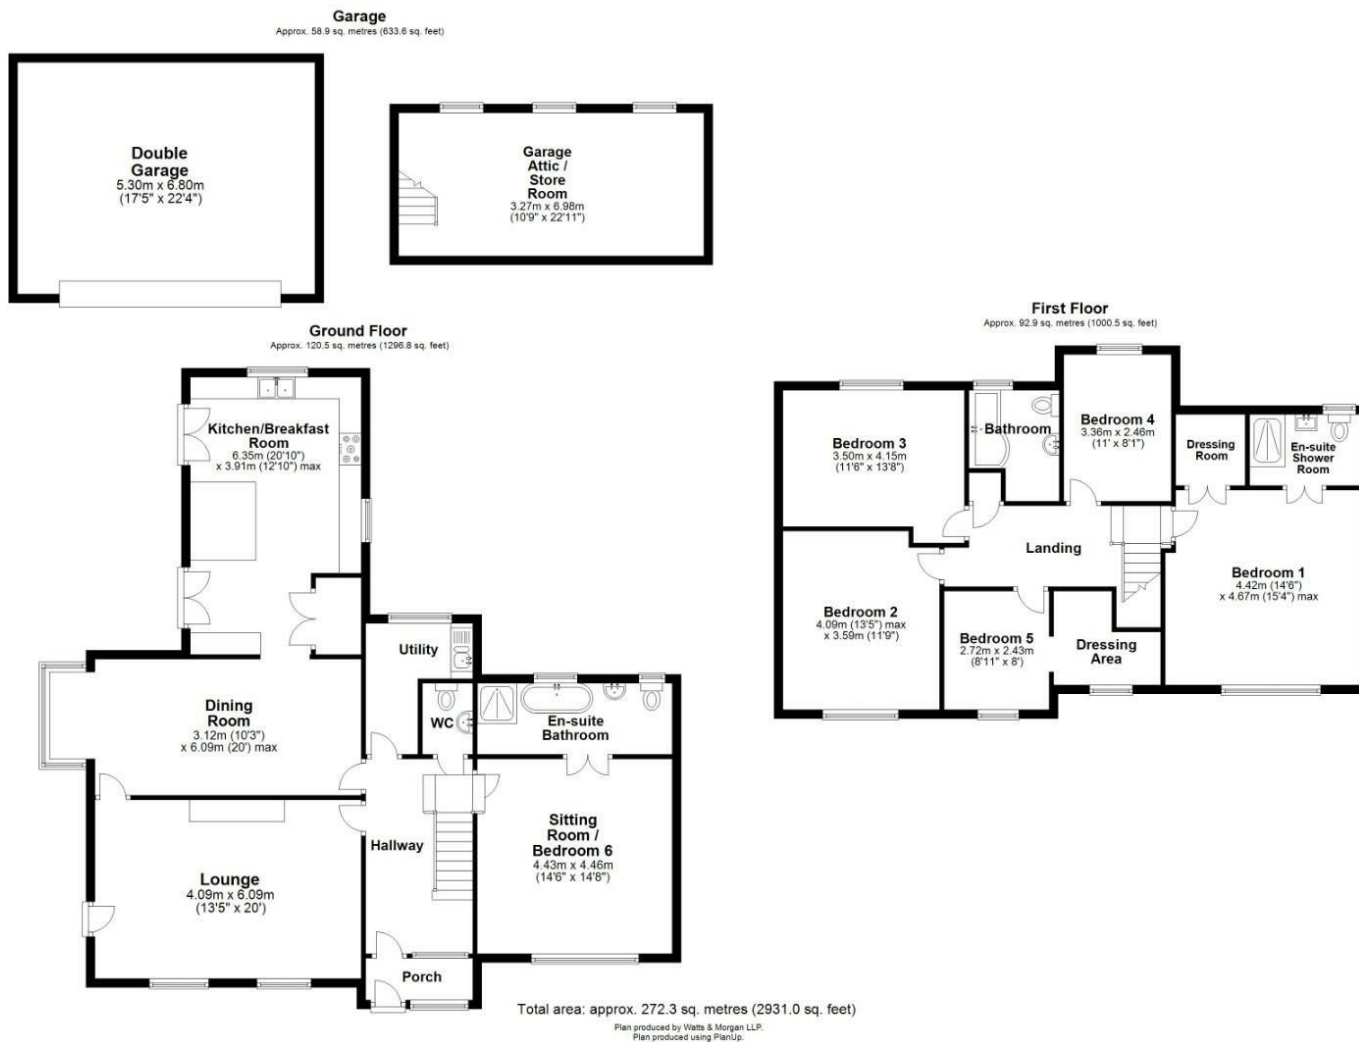 Garage
Approx. 58.9 sq. metres (633.6 sq. feet)
Double
Garage
5.30m x 6.80m
(17'5" x 22'4")
Garage
Attic /
Store
Room
3.27m x 6.98m
(10'9" x 22'11")
Ground Floor
Approx. 120.5 sq. metres (1296.8 sq. feet)
Kitchen/Breakfast
Room
6.35m (20'10")
x 3.91m (12'10") max
Utility
WC
En-suite
Bathroom
Dining
Room
3.12m (10'3")
x 6.09m (20') max
Hallway
Sitting
Room /
Bedroom 6
4.43m x 4.46m
(14'6" x 14'8")
Lounge
4.09m x 6.09m
(13'5" x 20')
Porch
First Floor
Approx. 92.9 sq. metres (1000.5 sq. feet)
Bedroom 3
3.50m x 4.15m
(11'6" x 13'8")
Bathroom
Bedroom 4
3.36m x 2.46m
(11' x 8'1")
Dressing
Room
En-suite
Shower
Room
Landing
Bedroom 1
4.42m (14'6")
x 4.67m (15'4") max
Bedroom 2
4.09m (13'5") max
x 3.59m (11'9")
Bedroom 5
2.72m x 2.43m
(8'11" x 8')
Dressing
Area
Total area: approx. 272.3 sq. metres (2931.0 sq. feet)
Plan produced by Watts & Morgan LLP.
Plan produced using PlanUp.